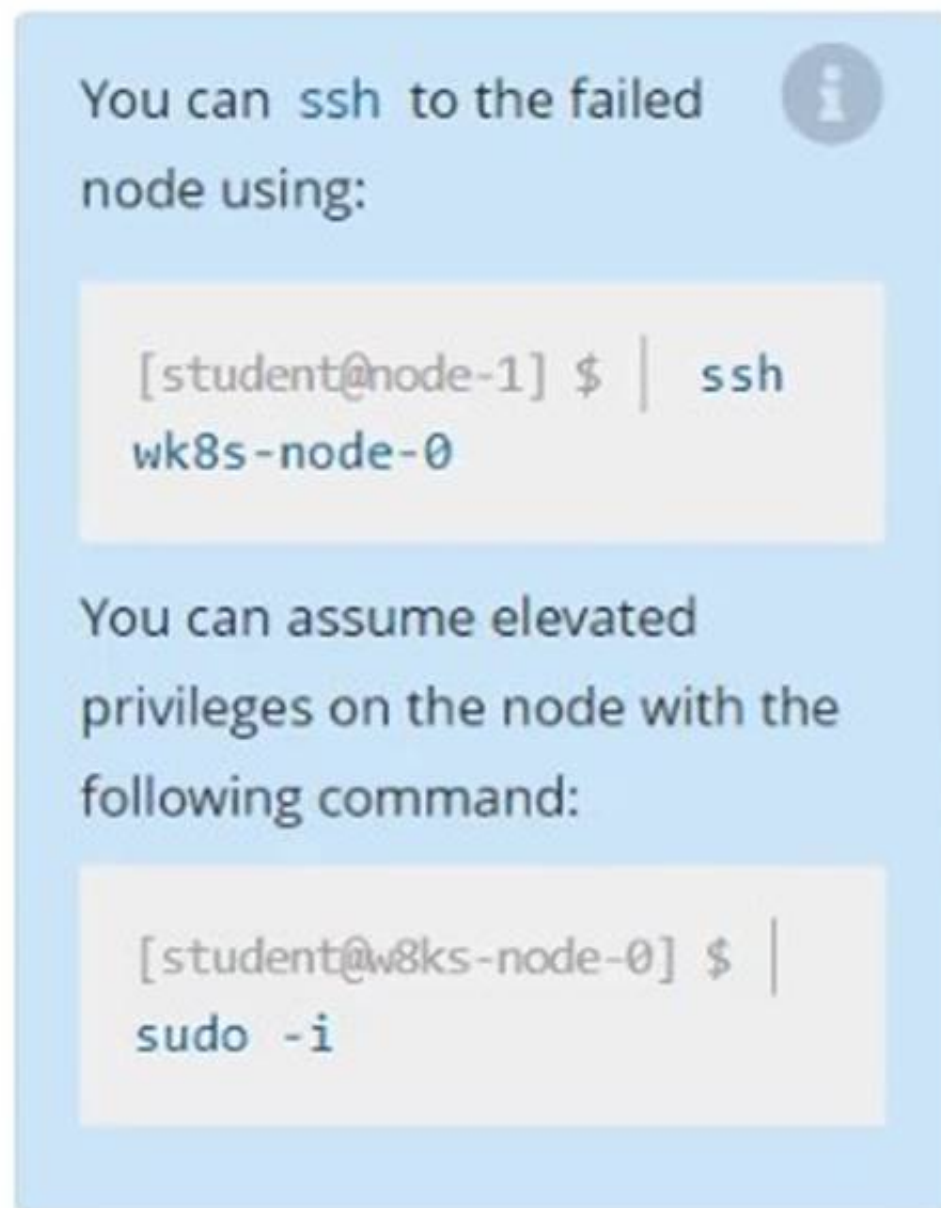 You can ssh to the failed
node using:
[student@node-1] $ | ssh
wk8s-node-0
You can assume elevated
privileges on the node with the
following command:
[student@w8ks-node-0] $ |
sudo -i